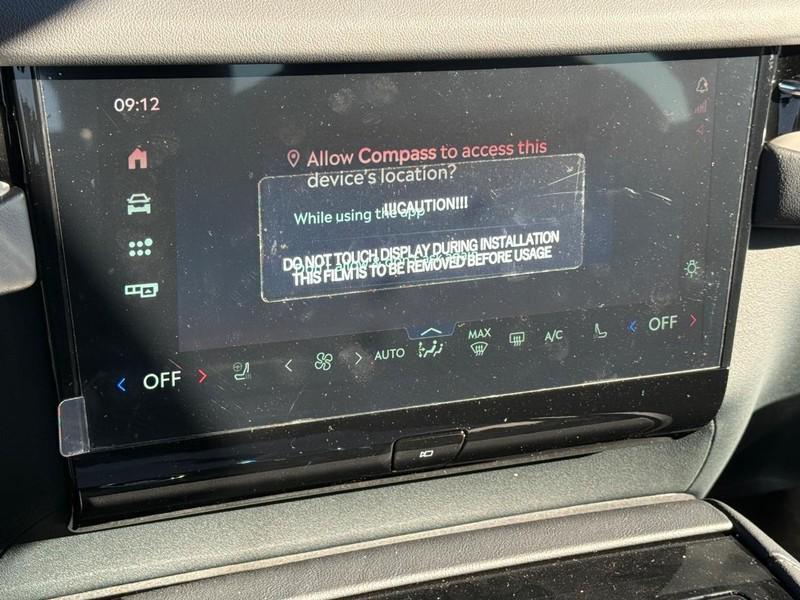 09:12
Allow Compass to access this
device's location?
While using the app
!!!CAUTION!!!
DO NOT TOUCH DISPLAY DURING INSTALLATION
THIS FILM IS TO BE REMOVED BEFORE USAGE
OFF
AUTO
MAX
A/C
OFF